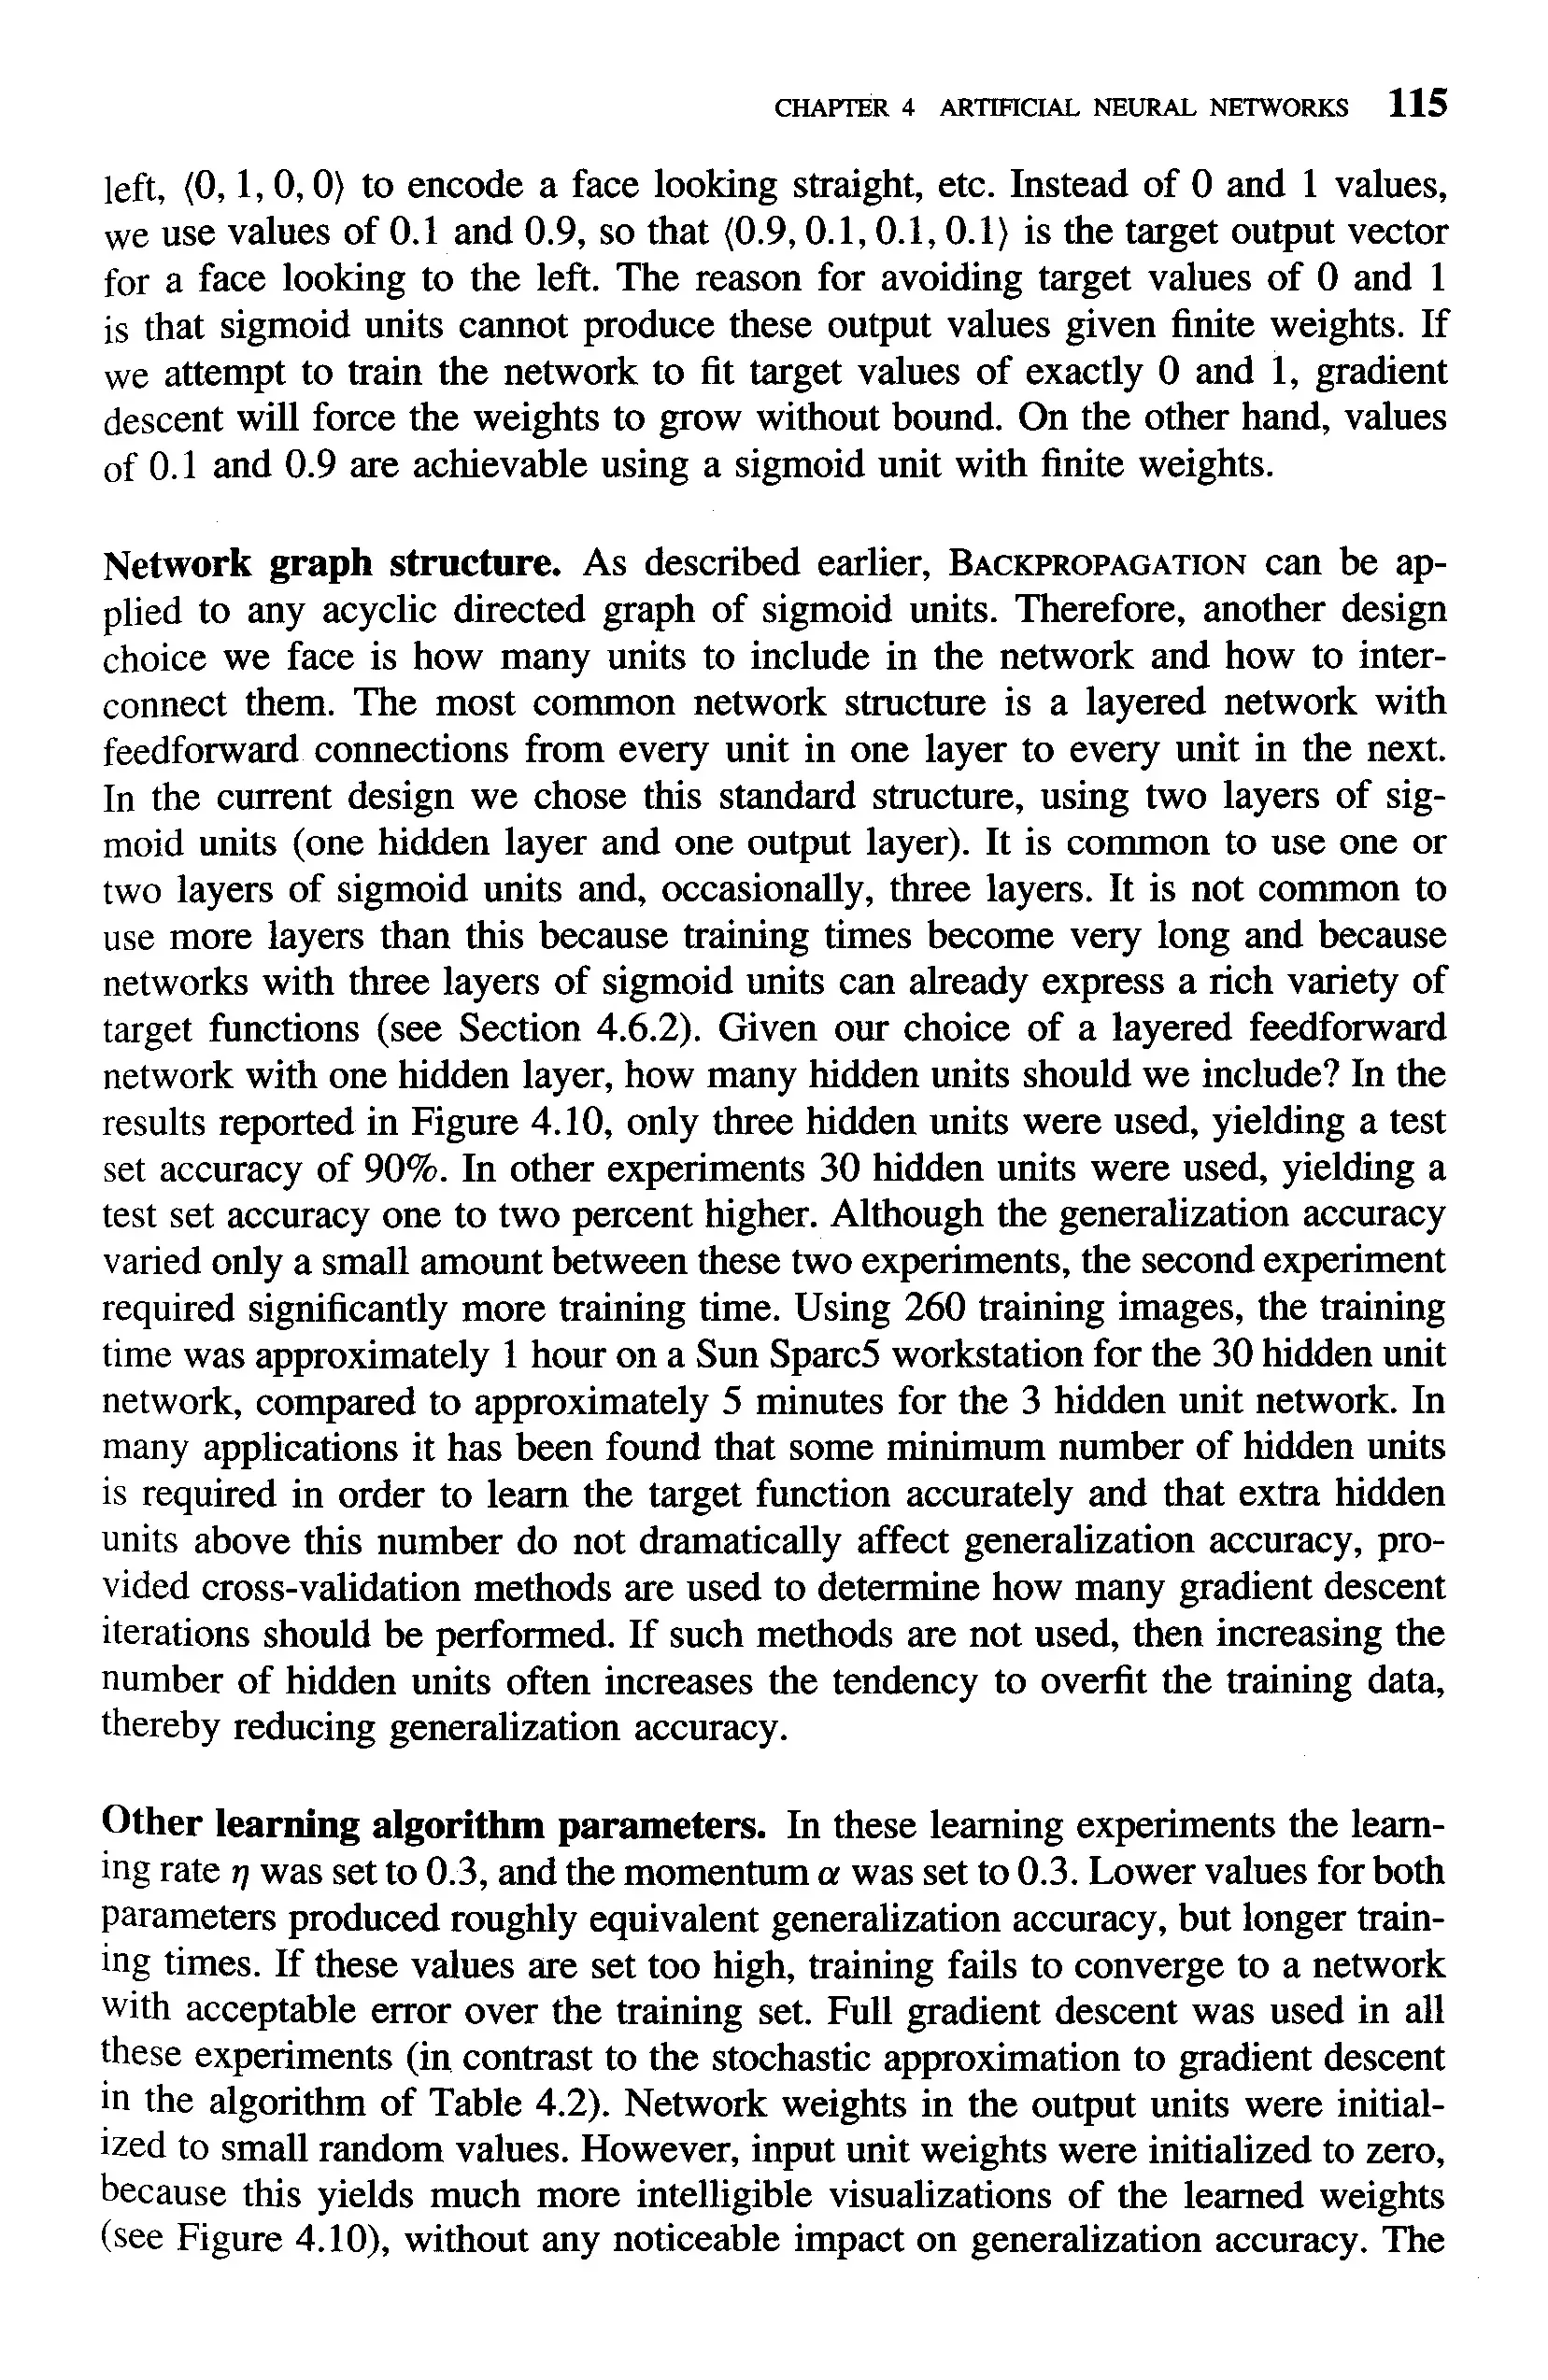 CHAPTER 4 ARTIFICIAL NEURAL NETWORKS 115
left, ⟨0, 1, 0, 0⟩ to encode a face looking straight, etc. Instead of 0 and 1 values,
we use values of 0.1 and 0.9, so that ⟨0.9, 0.1, 0.1, 0.1⟩ is the target output vector
for a face looking to the left. The reason for avoiding target values of 0 and 1
is that sigmoid units cannot produce these output values given finite weights. If
we attempt to train the network to fit target values of exactly 0 and 1, gradient
descent will force the weights to grow without bound. On the other hand, values
of 0.1 and 0.9 are achievable using a sigmoid unit with finite weights.
Network graph structure. As described earlier, BACKPROPAGATION can be ap-
plied to any acyclic directed graph of sigmoid units. Therefore, another design
choice we face is how many units to include in the network and how to inter-
connect them. The most common network structure is a layered network with
feedforward connections from every unit in one layer to every unit in the next.
In the current design we chose this standard structure, using two layers of sig-
moid units (one hidden layer and one output layer). It is common to use one or
two layers of sigmoid units and, occasionally, three layers. It is not common to
use more layers than this because training times become very long and because
networks with three layers of sigmoid units can already express a rich variety of
target functions (see Section 4.6.2). Given our choice of a layered feedforward
network with one hidden layer, how many hidden units should we include? In the
results reported in Figure 4.10, only three hidden units were used, yielding a test
set accuracy of 90%. In other experiments 30 hidden units were used, yielding a
test set accuracy one to two percent higher. Although the generalization accuracy
varied only a small amount between these two experiments, the second experiment
required significantly more training time. Using 260 training images, the training
time was approximately 1 hour on a Sun Sparc5 workstation for the 30 hidden unit
network, compared to approximately 5 minutes for the 3 hidden unit network. In
many applications it has been found that some minimum number of hidden units
is required in order to learn the target function accurately and that extra hidden
units above this number do not dramatically affect generalization accuracy, pro-
vided cross-validation methods are used to determine how many gradient descent
iterations should be performed. If such methods are not used, then increasing the
number of hidden units often increases the tendency to overfit the training data,
thereby reducing generalization accuracy.
Other learning algorithm parameters. In these learning experiments the learn-
ing rate η was set to 0.3, and the momentum α was set to 0.3. Lower values for both
parameters produced roughly equivalent generalization accuracy, but longer train-
ing times. If these values are set too high, training fails to converge to a network
with acceptable error over the training set. Full gradient descent was used in all
these experiments (in contrast to the stochastic approximation to gradient descent
in the algorithm of Table 4.2). Network weights in the output units were initial-
ized to small random values. However, input unit weights were initialized to zero,
because this yields much more intelligible visualizations of the learned weights
(see Figure 4.10), without any noticeable impact on generalization accuracy. The